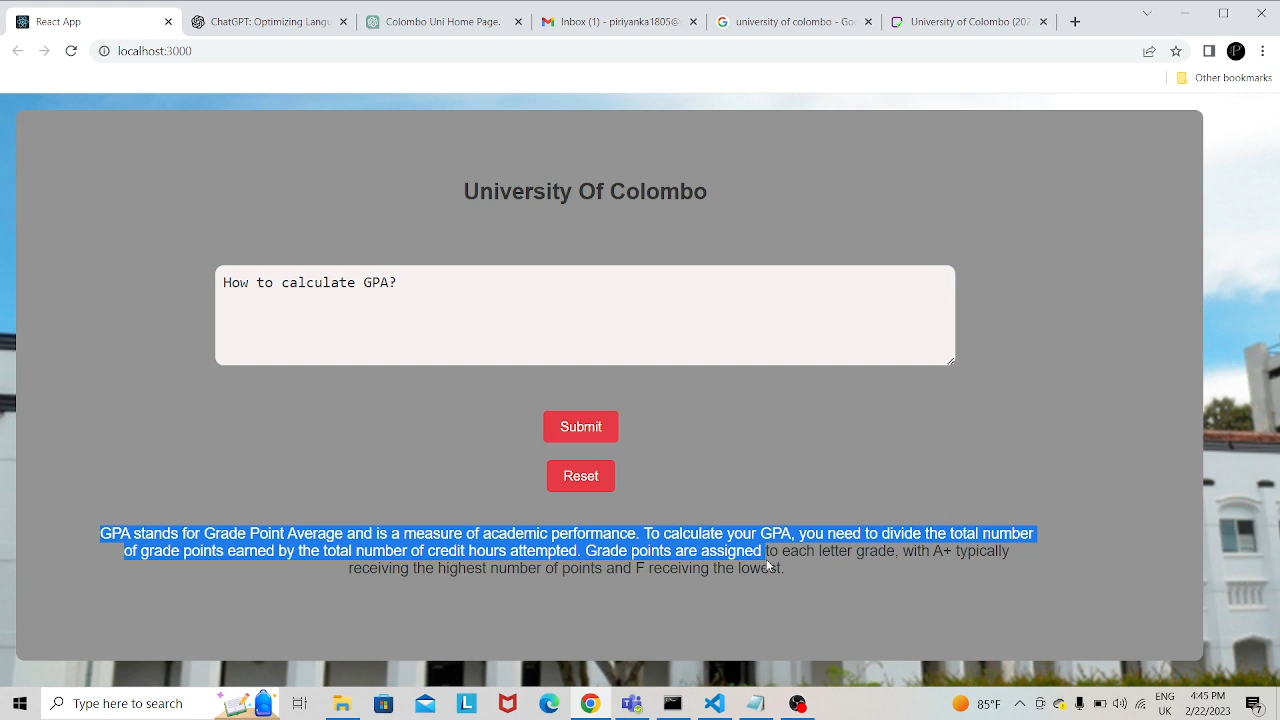 React App
ChatGPT: Optimizing Langu
Colombo Uni Home Page.
Inbox (1) - piriyanka1805@
university of colombo - Goo
University of Colombo (202
localhost:3000
Other bookmarks
University Of Colombo
How to calculate GPA?
Submit
Reset
GPA stands for Grade Point Average and is a measure of academic performance. To calculate your GPA, you need to divide the total number
of grade points earned by the total number of credit hours attempted. Grade points are assigned to each letter grade, with A+ typically
receiving the highest number of points and F receiving the lowest.
Type here to search
85°F
ENG
UK
4:45 PM
2/22/2023
7